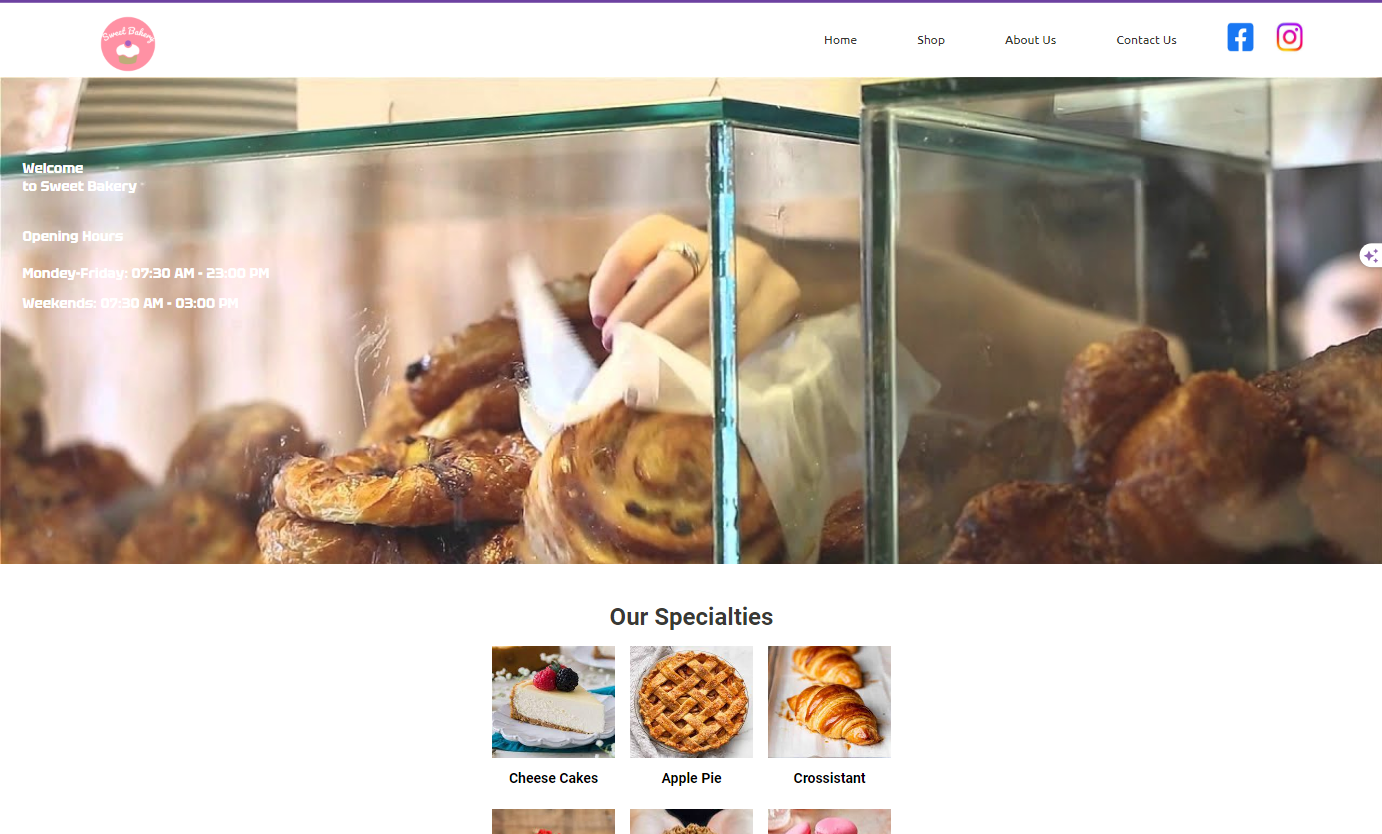 Sweet Bakery
Home
Shop
About Us
Contact Us
Welcome
to Sweet Bakery
Opening Hours
Mondey-Friday: 07:30 AM - 23:00 PM
Weekends: 07:30 AM - 03:00 PM
Our Specialties
Cheese Cakes
Apple Pie
Crossistant